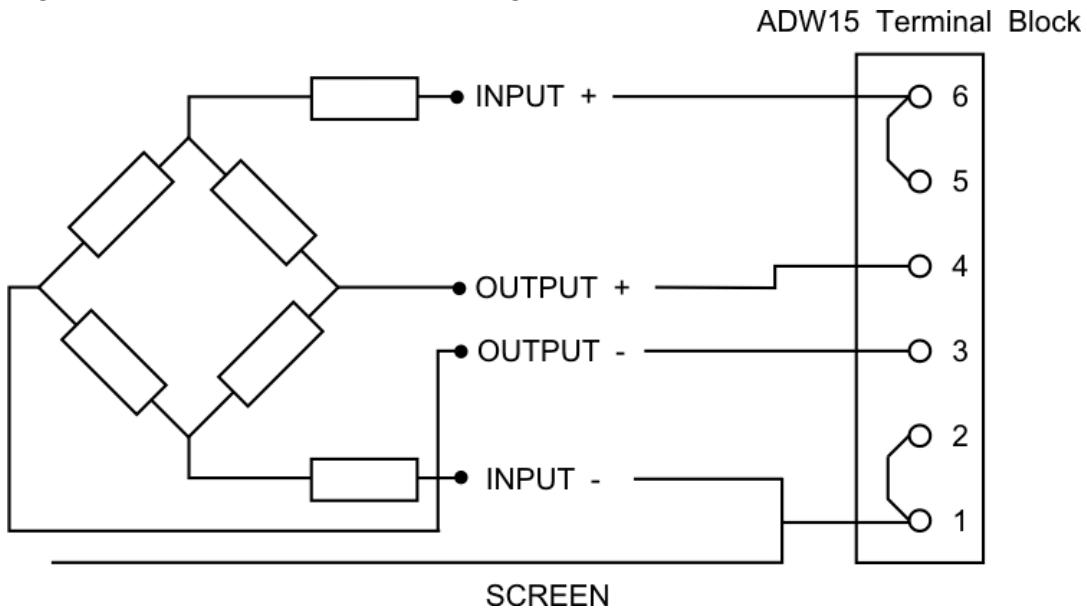 ADW15 Terminal Block
INPUT +
6
5
OUTPUT +
4
OUTPUT -
3
2
INPUT -
1
SCREEN